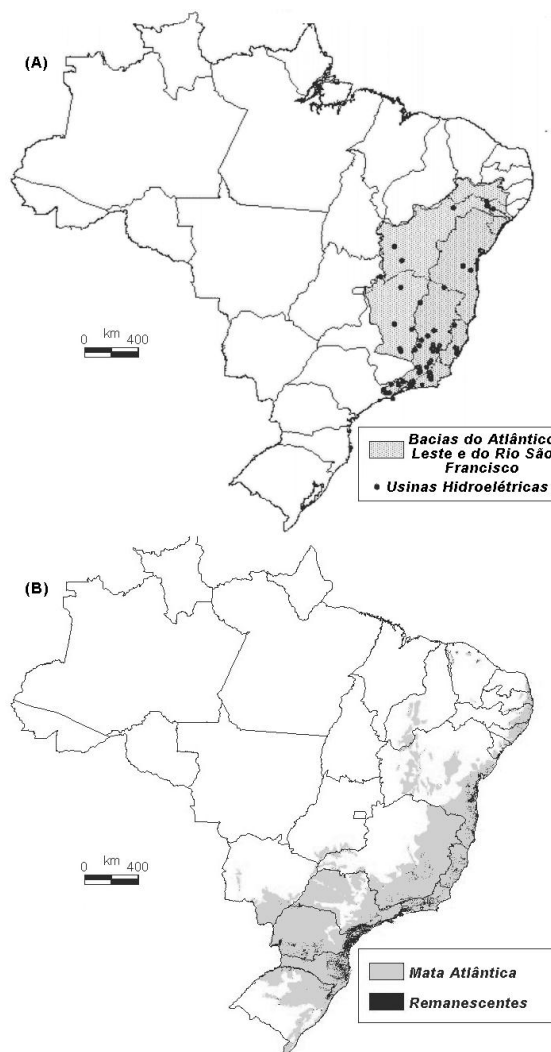 (A)
km
0 400
Bacias do Atlântico
Leste e do Rio São
Francisco
Usinas Hidroelétricas
(B)
km
0 400
Mata Atlântica
Remanescentes